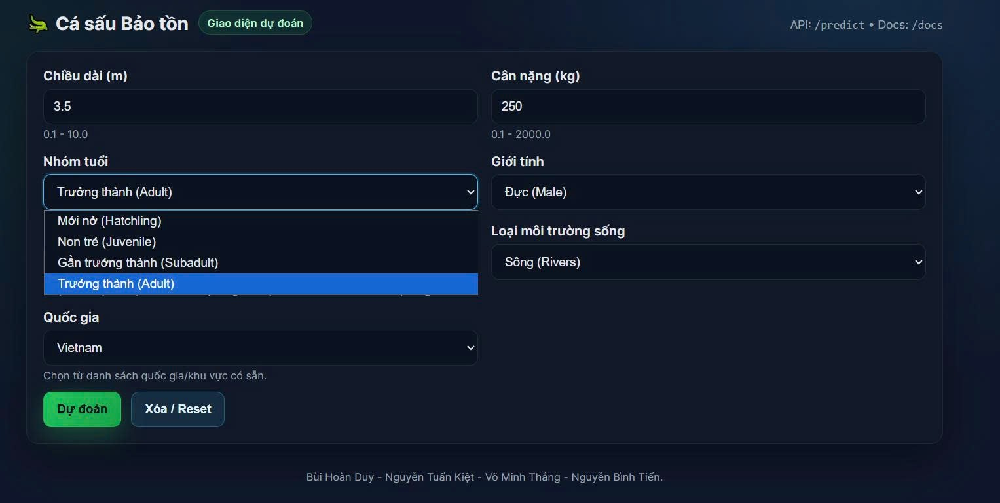 Cá sấu Bảo tồn
Giao diện dự đoán
API: /predict • Docs: /docs
Chiều dài (m)
Cân nặng (kg)
3.5
250
0.1 - 10.0
0.1 - 2000.0
Nhóm tuổi
Giới tính
Trưởng thành (Adult)
Đực (Male)
Mới nở (Hatchling)
Non trẻ (Juvenile)
Gần trưởng thành (Subadult)
Trưởng thành (Adult)
Loại môi trường sống
Sông (Rivers)
Quốc gia
Vietnam
Chọn từ danh sách quốc gia/khu vực có sẵn.
Dự đoán
Xóa / Reset
Bùi Hoàn Duy - Nguyễn Tuấn Kiệt - Võ Minh Thắng - Nguyễn Bình Tiến.